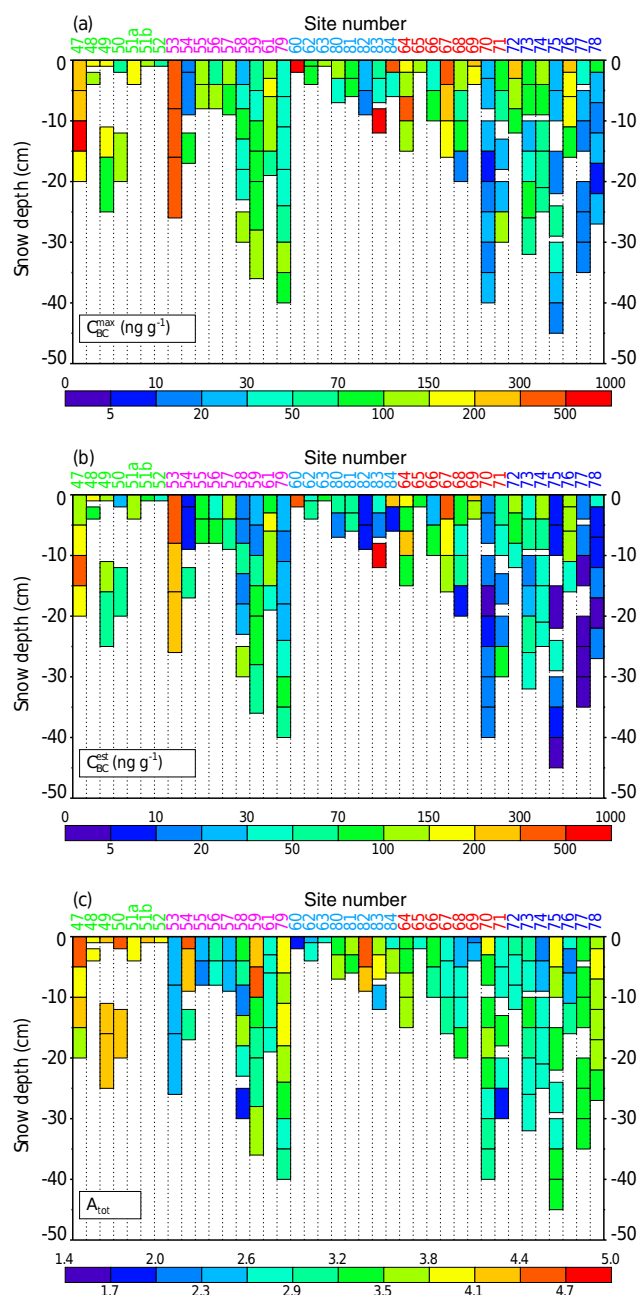 (a)
Site number
47 48 49 50 51a 51b 52 53 54 55 56 57 58 59 61 79 60 62 63 80 81 82 83 84 64 65 66 67 68 69 70 71 72 73 74 75 76 77 78
0
-10
-20
-30
-40
-50
Snow depth (cm)
C_BC^max (ng g⁻¹)
0 10 30 70 150 300 1000
5 20 50 100 200 500
(b)
Site number
47 48 49 50 51a 51b 52 53 54 55 56 57 58 59 61 79 60 62 63 80 81 82 83 84 64 65 66 67 68 69 70 71 72 73 74 75 76 77 78
0
-10
-20
-30
-40
-50
Snow depth (cm)
C_BC^est (ng g⁻¹)
0 10 30 70 150 300 1000
5 20 50 100 200 500
(c)
Site number
47 48 49 50 51a 51b 52 53 54 55 56 57 58 59 61 79 60 62 63 80 81 82 83 84 64 65 66 67 68 69 70 71 72 73 74 75 76 77 78
0
-10
-20
-30
-40
-50
Snow depth (cm)
A_tot
1.4 2.0 2.6 3.2 3.8 4.4 5.0
1.7 2.3 2.9 3.5 4.1 4.7